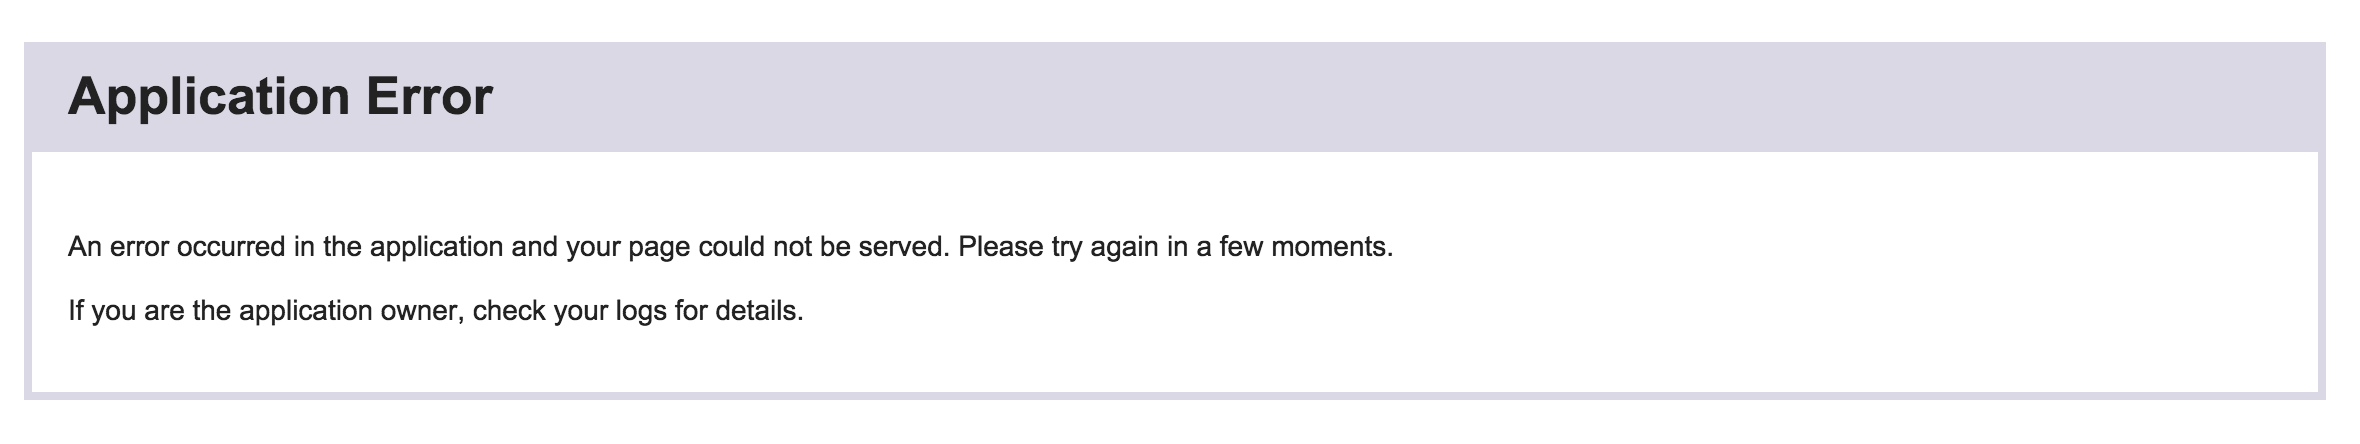 Application Error
An error occurred in the application and your page could not be served. Please try again in a few moments.
If you are the application owner, check your logs for details.